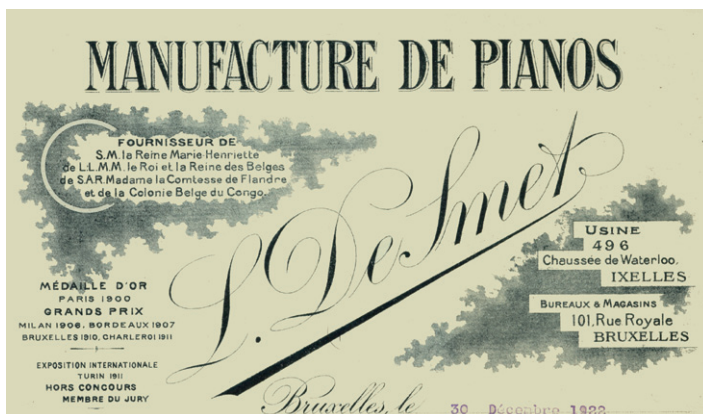 MANUFACTURE DE PIANOS
FOURNISSEUR DE
S.M. la Reine Marie-Henriette
de L.L.M.M. le Roi et la Reine des Belges
de S.A.R. Madame la Comtesse de Flandre
et de la Colonie Belge du Congo.
L. De Smet
USINE
496
Chaussée de Waterloo,
IXELLES
BUREAUX & MAGASINS
101, Rue Royale
BRUXELLES
MÉDAILLE D'OR
PARIS 1900
GRANDS PRIX
MILAN 1906, BORDEAUX 1907
BRUXELLES 1910, CHARLEROI 1911
EXPOSITION INTERNATIONALE
TURIN 1911
HORS CONCOURS
MEMBRE DU JURY
Bruxelles, le 30 Décembre 1922